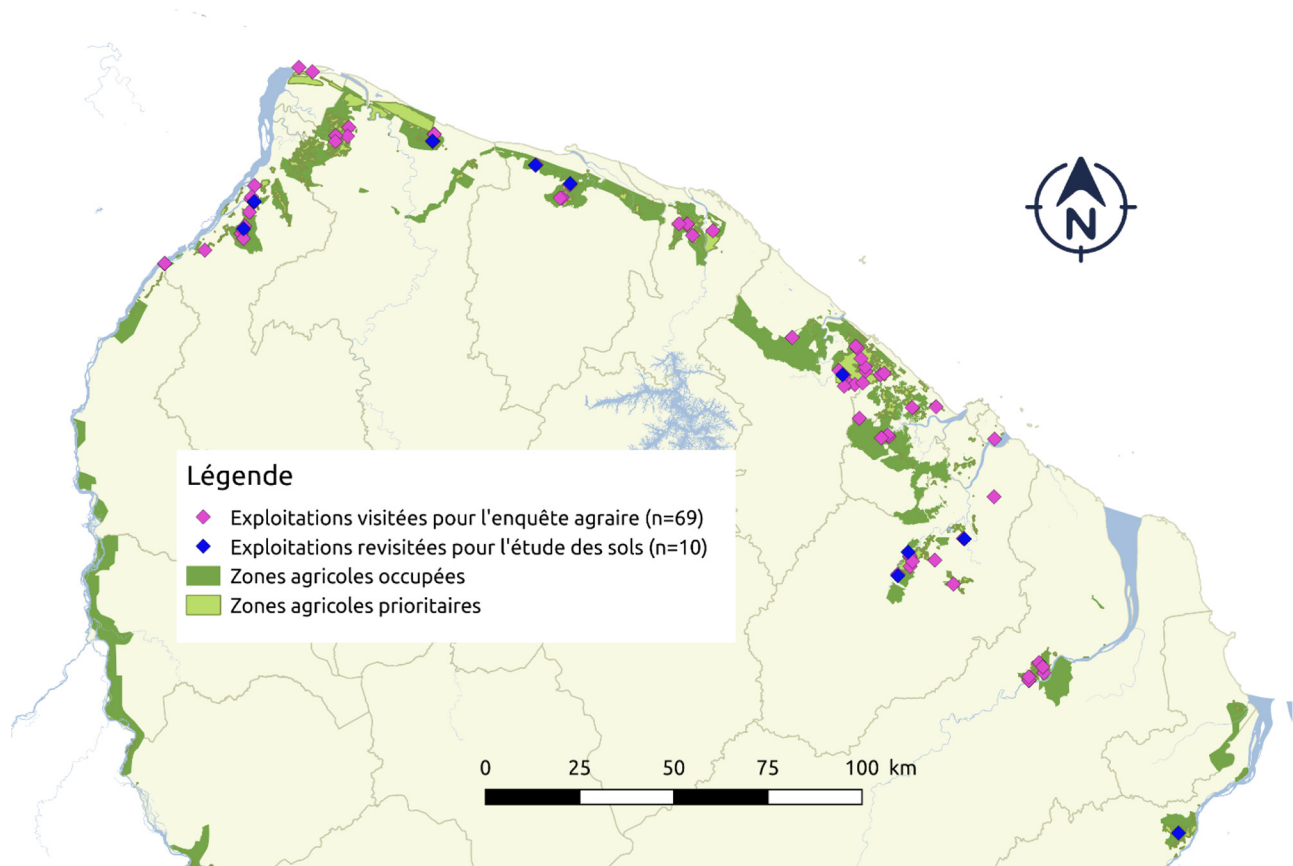 N
Légende
Exploitations visitées pour l'enquête agraire (n=69)
Exploitations revisitées pour l'étude des sols (n=10)
Zones agricoles occupées
Zones agricoles prioritaires
0 25 50 75 100 km